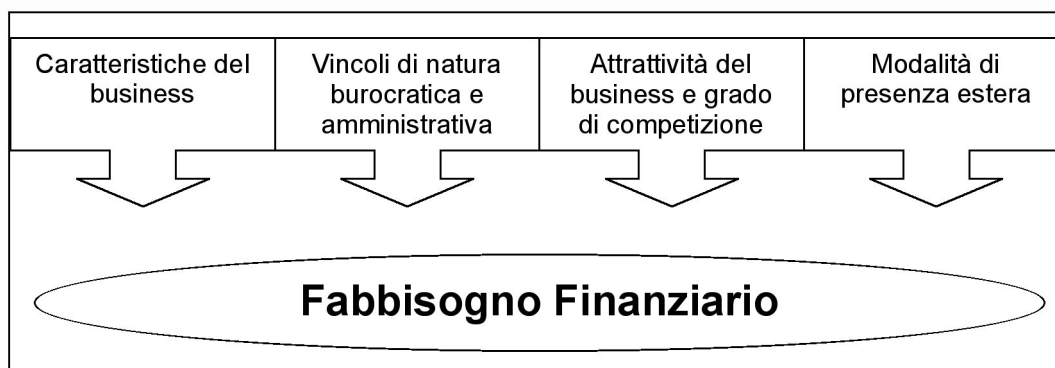 Caratteristiche del
business
Vincoli di natura
burocratica e
amministrativa
Attrattività del
business e grado
di competizione
Modalità di
presenza estera
Fabbisogno Finanziario